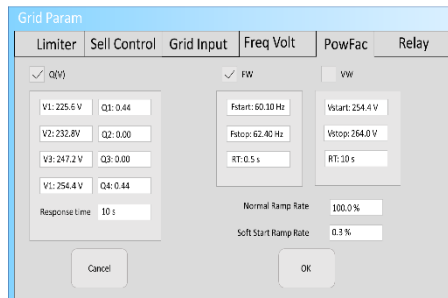 Grid Param
Limiter Sell Control Grid Input Freq Volt PowFac Relay
Q(V) FW VW
V1: 225.6 V Q1: 0.44 Fstart: 60.10 Hz Vstart: 254.4 V
V2: 232.8V Q2: 0.00 Fstop: 62.40 Hz Vstop: 264.0 V
V3: 247.2 V Q3: 0.00 RT: 0.5 s RT: 10 s
V1: 254.4 V Q4: 0.44
Response time 10 s
Normal Ramp Rate 100.0 %
Soft Start Ramp Rate 0.3 %
Cancel OK